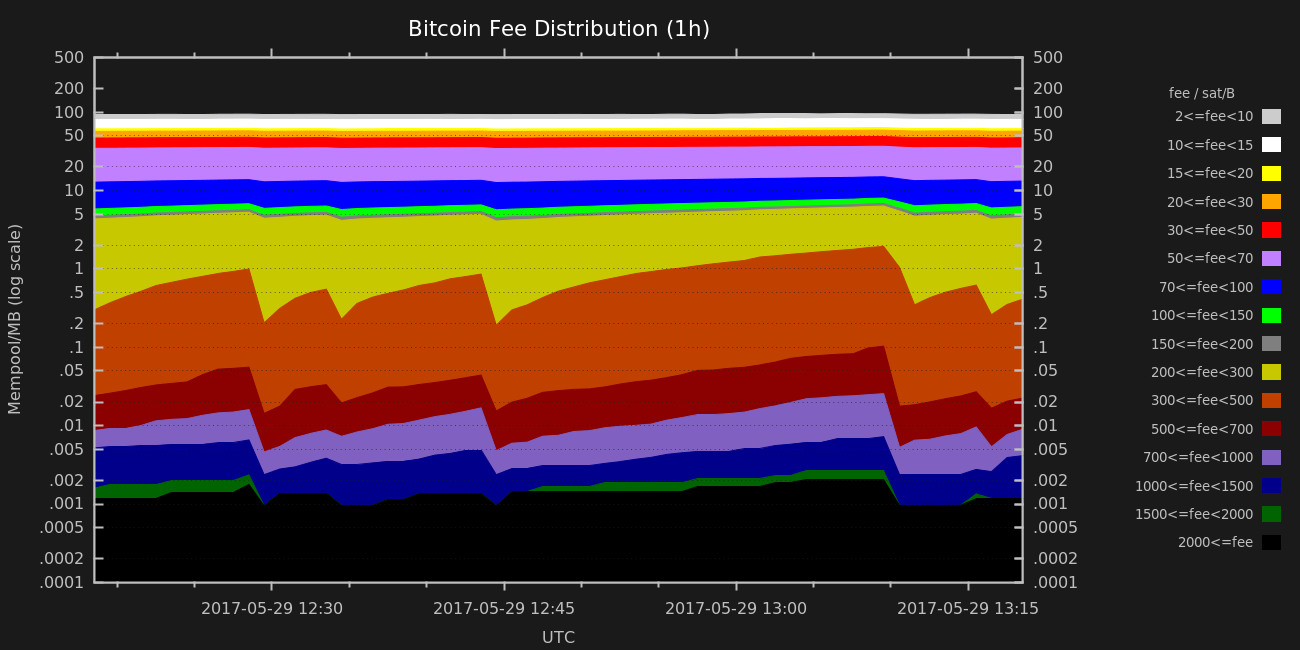 Bitcoin Fee Distribution (1h)
500
200
100
50
20
10
5
2
1
.5
.2
.1
.05
.02
.01
.005
.002
.001
.0005
.0002
.0001
Mempool/MB (log scale)
500
200
100
50
20
10
5
2
1
.5
.2
.1
.05
.02
.01
.005
.002
.001
.0005
.0002
.0001
2017-05-29 12:30
2017-05-29 12:45
2017-05-29 13:00
2017-05-29 13:15
UTC
fee / sat/B
2<=fee<10
10<=fee<15
15<=fee<20
20<=fee<30
30<=fee<50
50<=fee<70
70<=fee<100
100<=fee<150
150<=fee<200
200<=fee<300
300<=fee<500
500<=fee<700
700<=fee<1000
1000<=fee<1500
1500<=fee<2000
2000<=fee